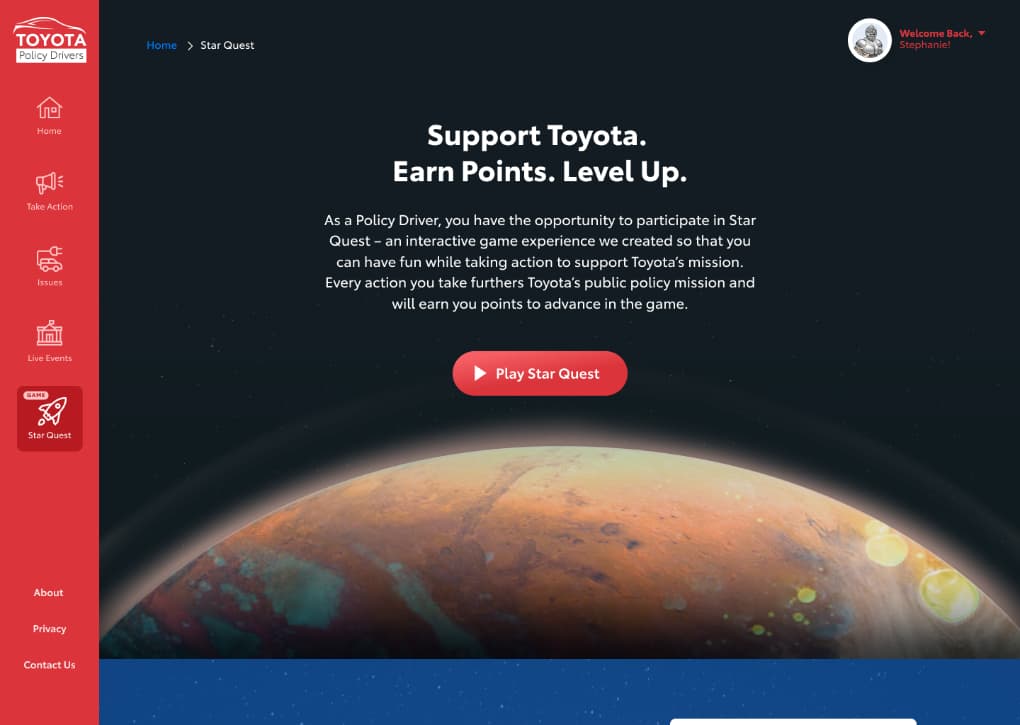 TOYOTA
Policy Drivers
Home
Take Action
Issues
Live Events
GAME
Star Quest
About
Privacy
Contact Us
Home > Star Quest
Welcome Back,
Stephanie!
Support Toyota.
Earn Points. Level Up.
As a Policy Driver, you have the opportunity to participate in Star
Quest – an interactive game experience we created so that you
can have fun while taking action to support Toyota’s mission.
Every action you take furthers Toyota’s public policy mission and
will earn you points to advance in the game.
Play Star Quest